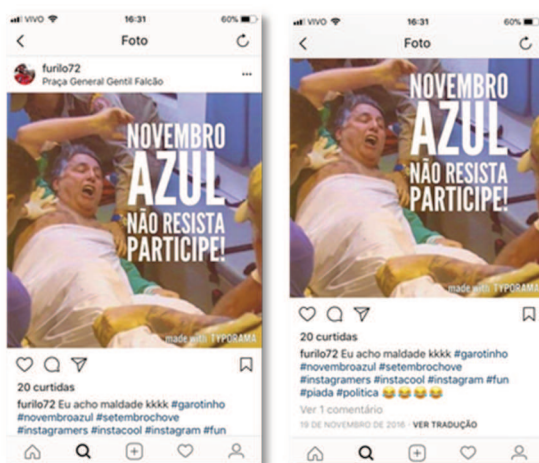 VIVO 16:31 60%
Foto
furilo72
Praça General Gentil Falcão
...
NOVEMBRO
AZUL
NÃO RESISTA
PARTICIPE!
made with TYPORAMA
20 curtidas
furilo72 Eu acho maldade kkkk #garotinho
#novembroazul #setembrochove
#instagramers #instacool #instagram #fun
VIVO 16:31 60%
Foto
NOVEMBRO
AZUL
NÃO RESISTA
PARTICIPE!
made with TYPORAMA
20 curtidas
furilo72 Eu acho maldade kkkk #garotinho
#novembroazul #setembrochove
#instagramers #instacool #instagram #fun
#piada #politica 😂😂😂😂
Ver 1 comentário
19 DE NOVEMBRO DE 2016 · VER TRADUÇÃO